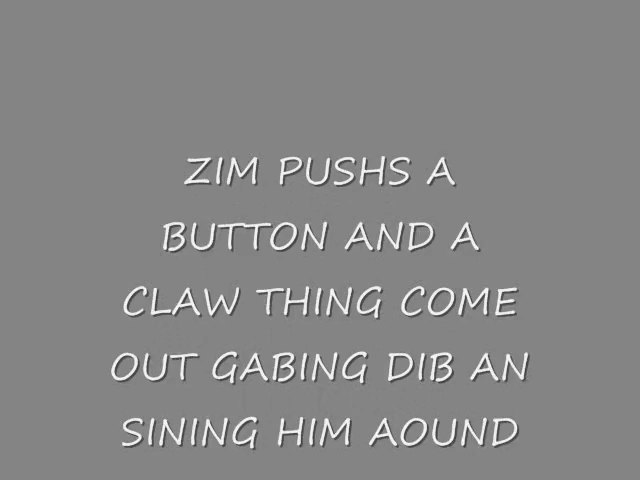 ZIM PUSHS A
BUTTON AND A
CLAW THING COME
OUT GABING DIB AN
SINING HIM AOUND